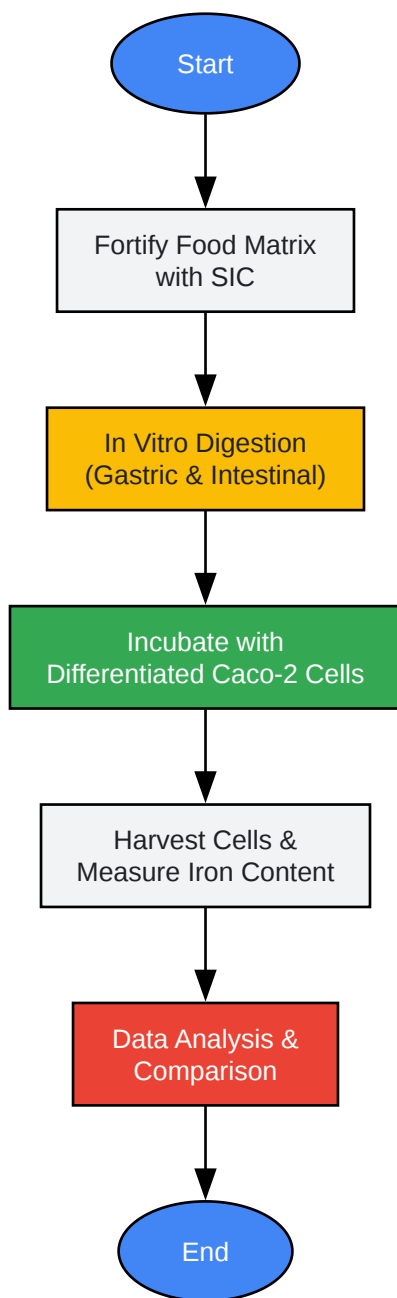 Start
Fortify Food Matrix
with SIC
In Vitro Digestion
(Gastric & Intestinal)
Incubate with
Differentiated Caco-2 Cells
Harvest Cells &
Measure Iron Content
Data Analysis &
Comparison
End